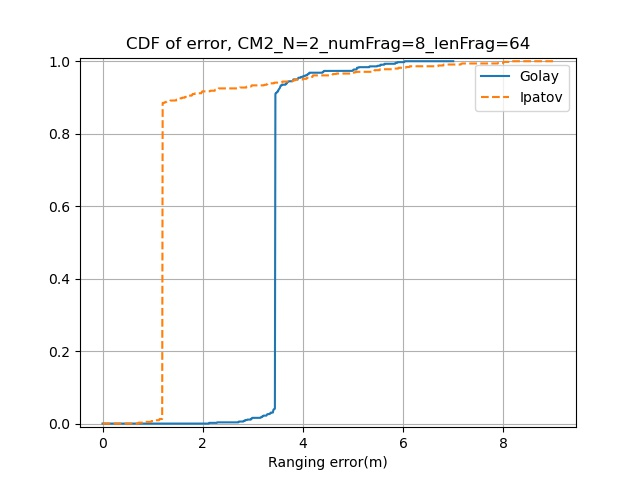 CDF of error, CM2_N=2_numFrag=8_lenFrag=64
1.0
0.8
0.6
0.4
0.2
0.0
Golay
Ipatov
0 2 4 6 8
Ranging error(m)